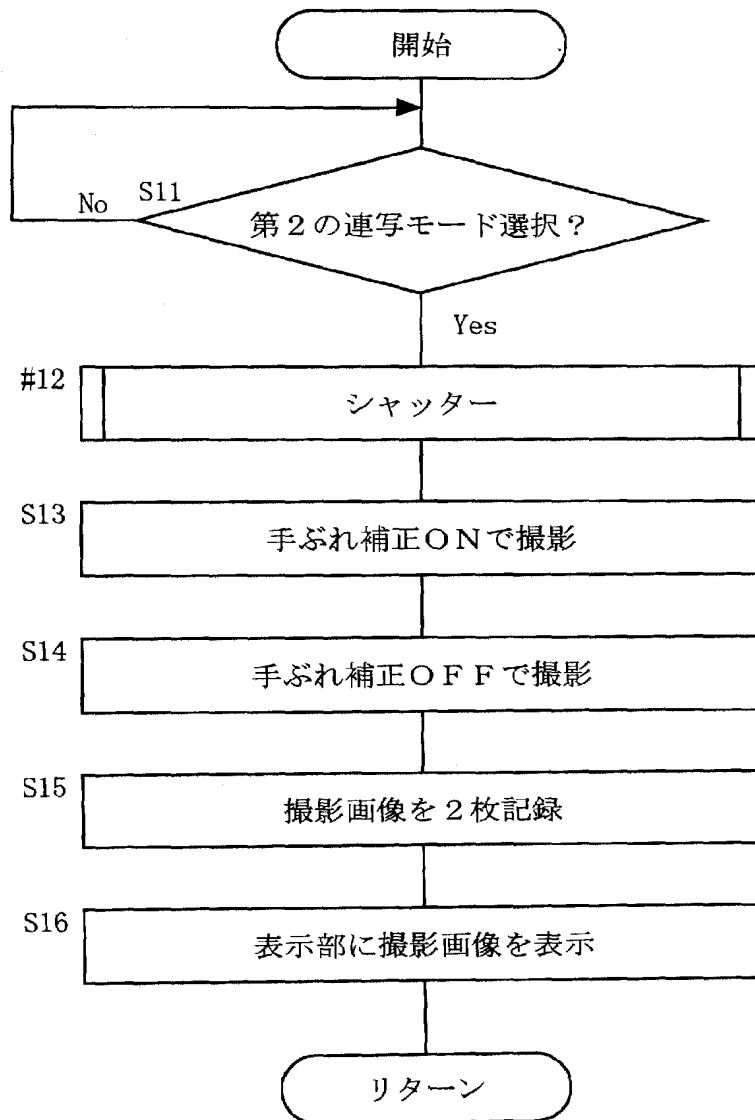 開始
S11
No
第２の連写モード選択？
Yes
#12
シャッター
S13
手ぶれ補正ＯＮで撮影
S14
手ぶれ補正ＯＦＦで撮影
S15
撮影画像を２枚記録
S16
表示部に撮影画像を表示
リターン